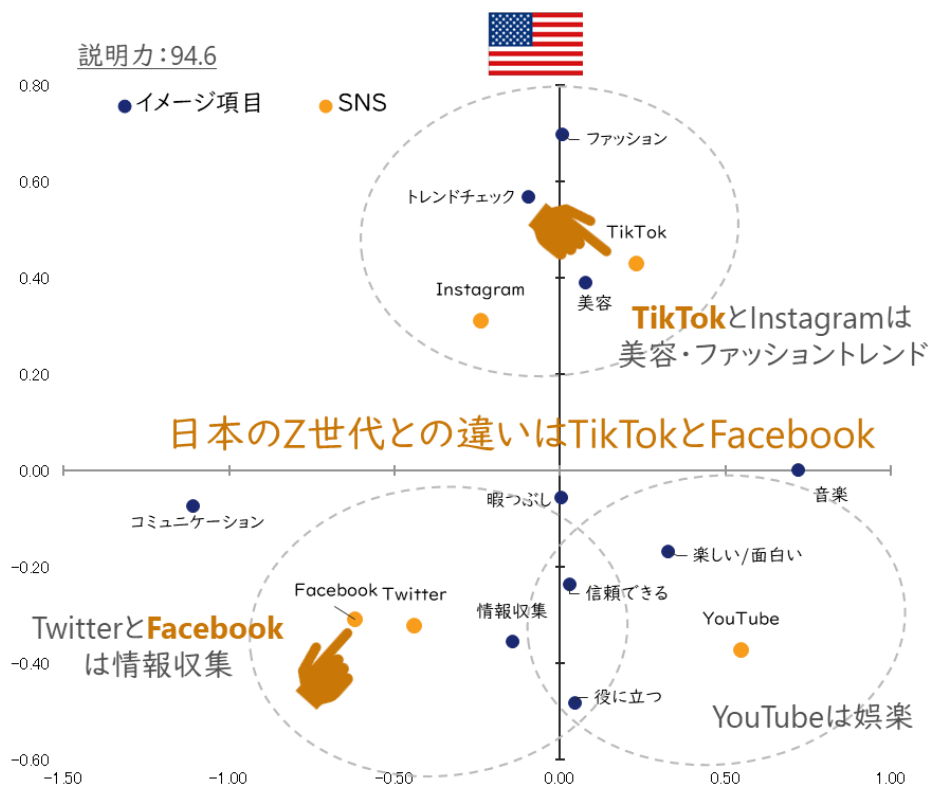 説明力：94.6
イメージ項目
SNS
0.80
0.60
0.40
0.20
0.00
-0.20
-0.40
-0.60
-1.50
-1.00
-0.50
0.00
0.50
1.00
ファッション
トレンドチェック
TikTok
Instagram
美容
TikTokとInstagramは
美容・ファッショントレンド
日本のZ世代との違いはTikTokとFacebook
コミュニケーション
暇つぶし
音楽
楽しい/面白い
信頼できる
Facebook
Twitter
情報収集
YouTube
TwitterとFacebook
は情報収集
役に立つ
YouTubeは娯楽